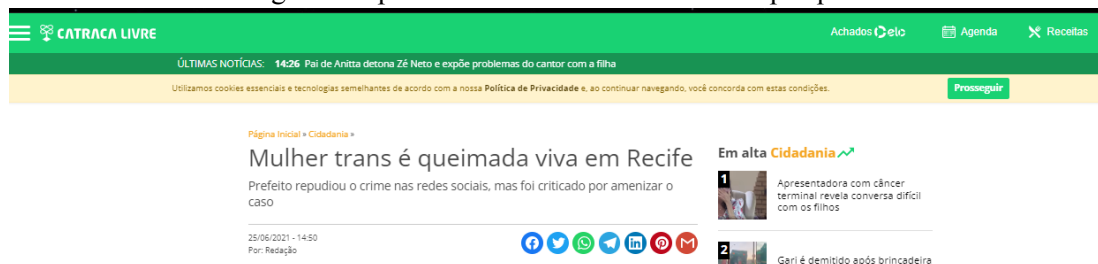 CATRACA LIVRE
Achados elo
Agenda
Receitas
ÚLTIMAS NOTÍCIAS: 14:26 Pai de Anitta detona Zé Neto e expõe problemas do cantor com a filha
Utilizamos cookies essenciais e tecnologias semelhantes de acordo com a nossa Política de Privacidade e, ao continuar navegando, você concorda com estas condições.
Prosseguir
Página Inicial » Cidadania »
Mulher trans é queimada viva em Recife
Prefeito repudiou o crime nas redes sociais, mas foi criticado por amenizar o
caso
25/06/2021 - 14:50
Por: Redação
Em alta Cidadania
1
Apresentadora com câncer
terminal revela conversa difícil
com os filhos
2
Gari é demitido após brincadeira